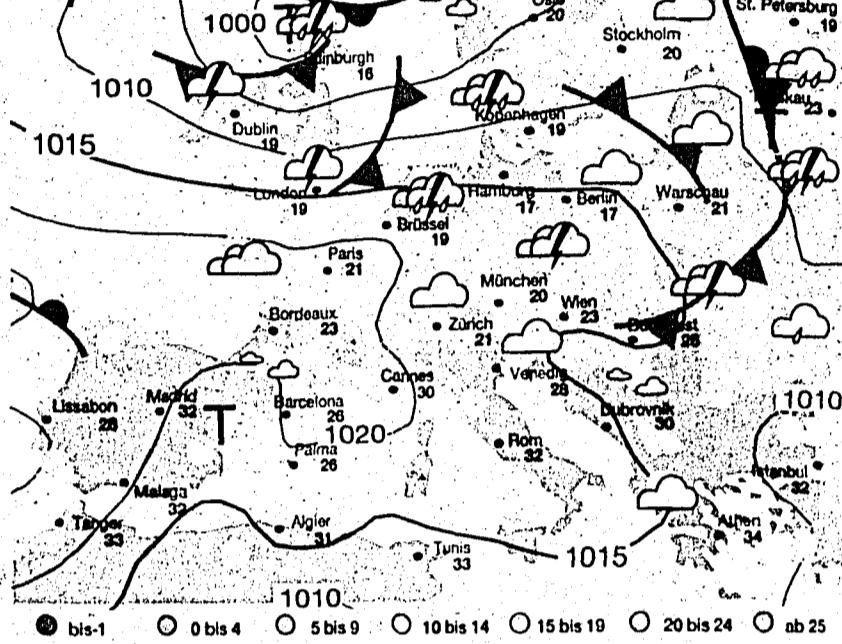 20
St. Petersburg
19
1000
Stockholm
20
16
1010
23
Dublin
19
Kopenhagen
19
1015
London
19
Hamburg
17
Berlin
17
Warschau
21
Brüssel
19
Paris
21
München
20
Wien
23
Bordeaux
23
Zürich
21
Venedig
28
Cannes
30
Madrid
32
Lissabon
28
Barcelona
26
1020
Dubrovnik
30
1010
T
Rom
32
Palma
26
Istanbul
32
Malaga
32
Tanger
33
Algier
31
Athen
34
Tunis
33
1015
1010
bis-1 0 bis 4 5 bis 9 10 bis 14 15 bis 19 20 bis 24 ab 25